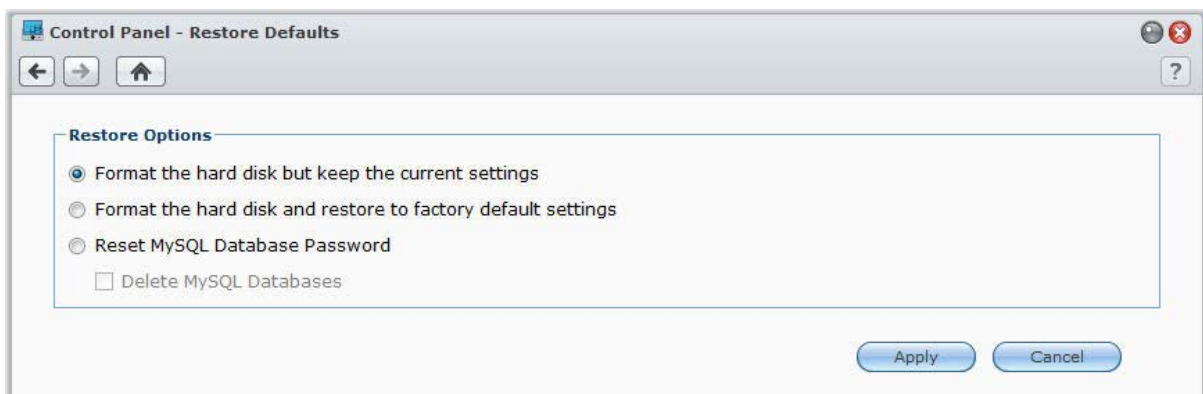 Control Panel - Restore Defaults
?
Restore Options
Format the hard disk but keep the current settings
Format the hard disk and restore to factory default settings
Reset MySQL Database Password
Delete MySQL Databases
Apply Cancel